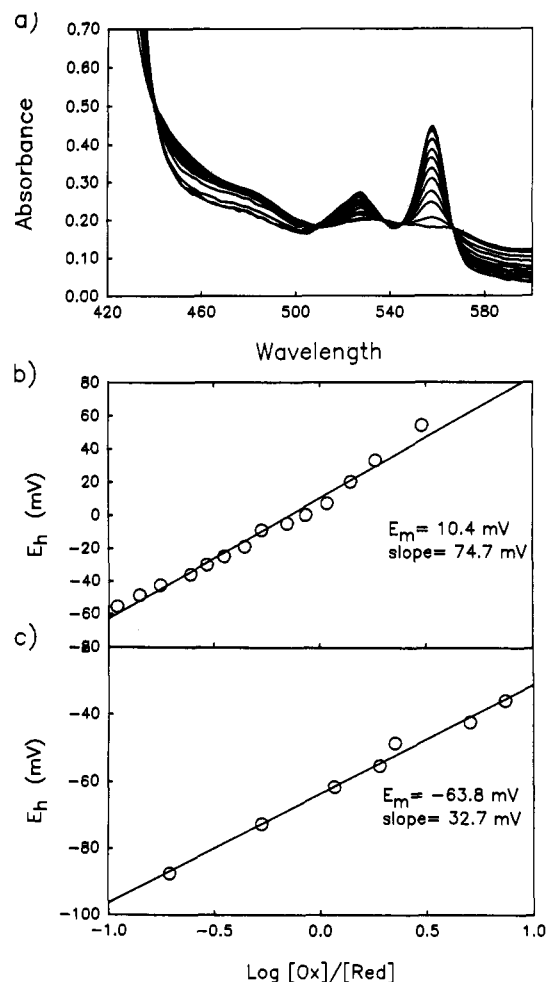 a)
0.70
0.60
0.50
0.40
0.30
0.20
0.10
0.00
Absorbance
420 460 500 540 580
Wavelength
b)
80
60
40
20
0
-20
-40
-60
-80
E_h (mV)
E_m= 10.4 mV
slope= 74.7 mV
c)
-40
-60
-80
-100
E_h (mV)
E_m= -63.8 mV
slope= 32.7 mV
-1.0 -0.5 0.0 0.5 1.0
Log [Ox]/[Red]